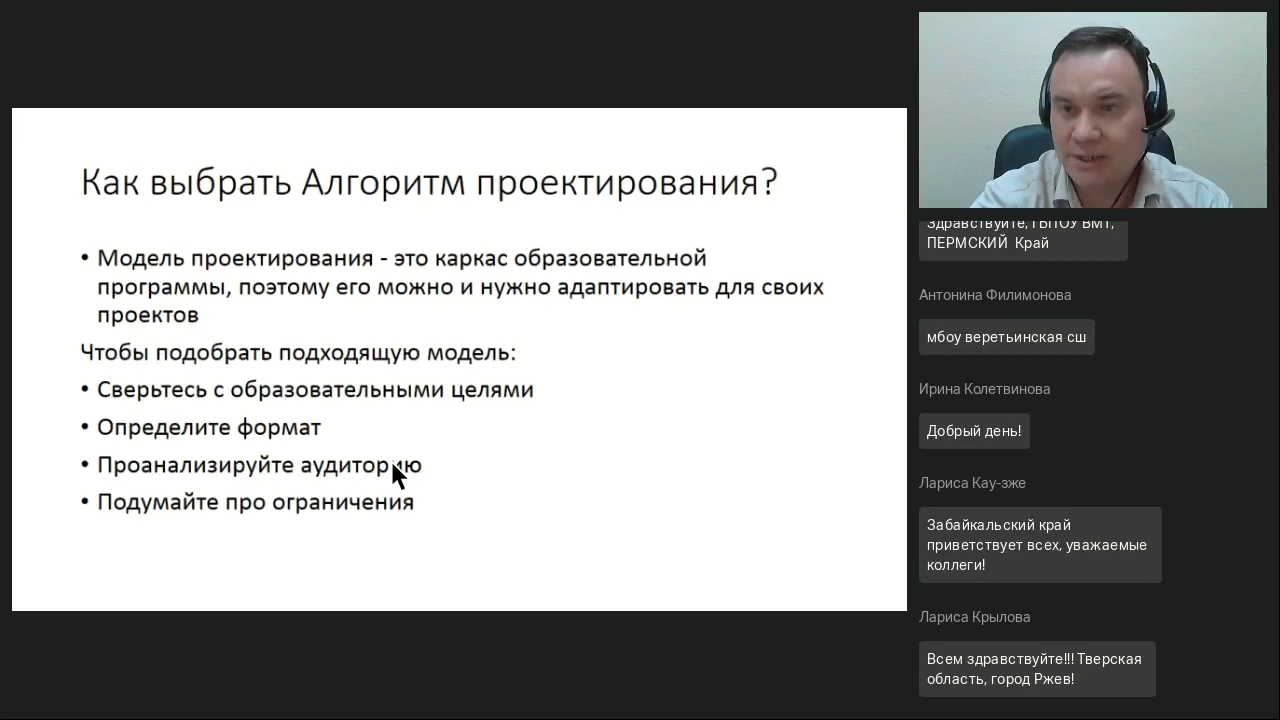 Как выбрать Алгоритм проектирования?
• Модель проектирования - это каркас образовательной
программы, поэтому его можно и нужно адаптировать для своих
проектов
Чтобы подобрать подходящую модель:
• Сверьтесь с образовательными целями
• Определите формат
• Проанализируйте аудиторию
• Подумайте про ограничения
Здравствуйте, ГБПОУ ВМТ,
ПЕРМСКИЙ Край
Антонина Филимонова
мбоу веретьинская сш
Ирина Колетвинова
Добрый день!
Лариса Кау-зже
Забайкальский край
приветствует всех, уважаемые
коллеги!
Лариса Крылова
Всем здравствуйте!!! Тверская
область, город Ржев!